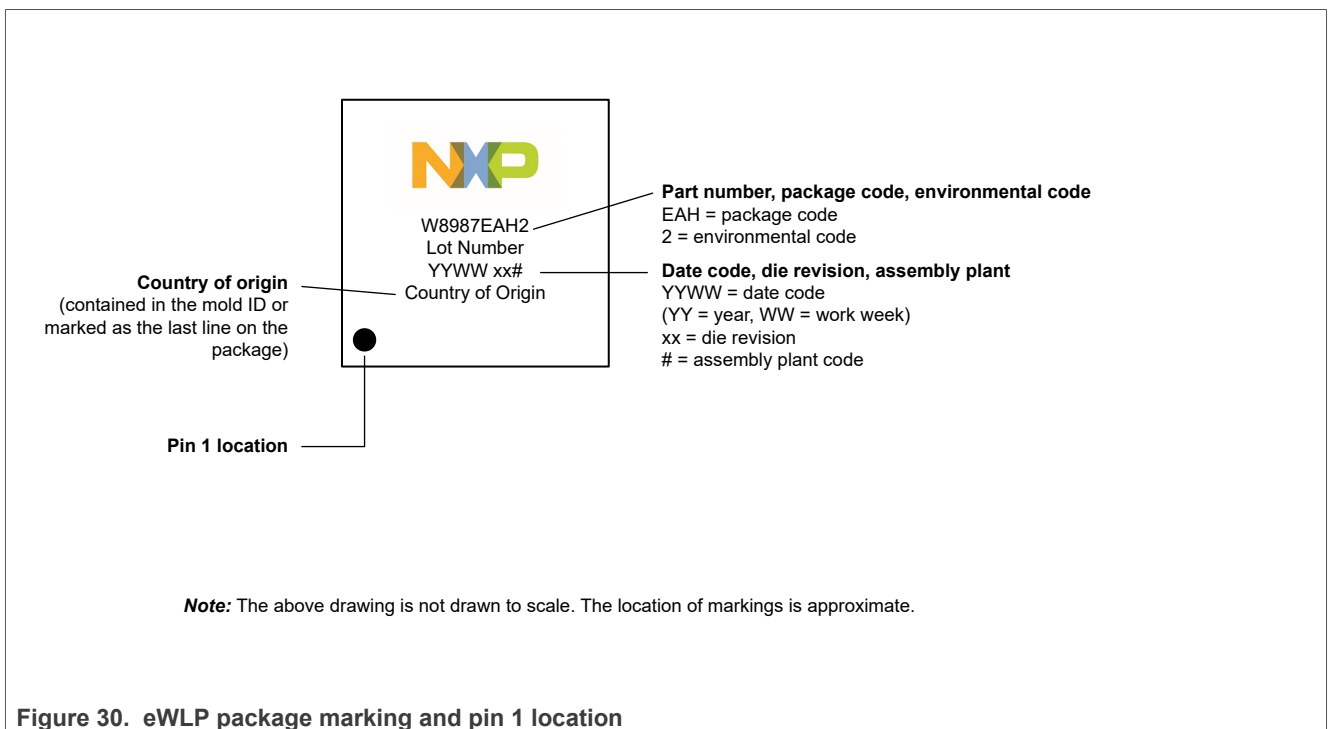 NXP
W8987EAH2
Lot Number
YYWW xx#
Country of Origin
Part number, package code, environmental code
EAH = package code
2 = environmental code
Date code, die revision, assembly plant
YYWW = date code
(YY = year, WW = work week)
xx = die revision
# = assembly plant code
Country of origin
(contained in the mold ID or
marked as the last line on the
package)
Pin 1 location
Note: The above drawing is not drawn to scale. The location of markings is approximate.
Figure 30. eWLP package marking and pin 1 location